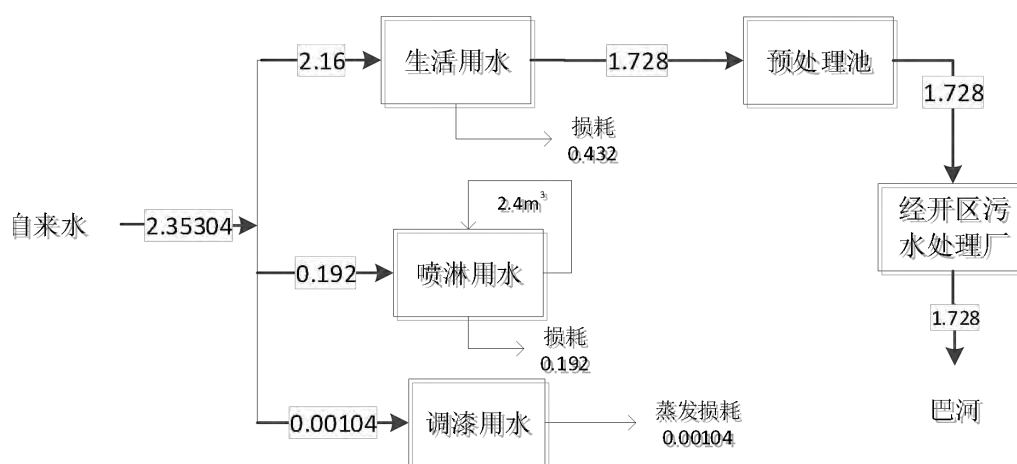 2.16
生活用水
1.728
预处理池
1.728
损耗
0.432
自来水
2.35304
2.4m³
经开区污
水处理厂
0.192
喷淋用水
1.728
损耗
0.192
巴河
0.00104
调漆用水
蒸发损耗
0.00104